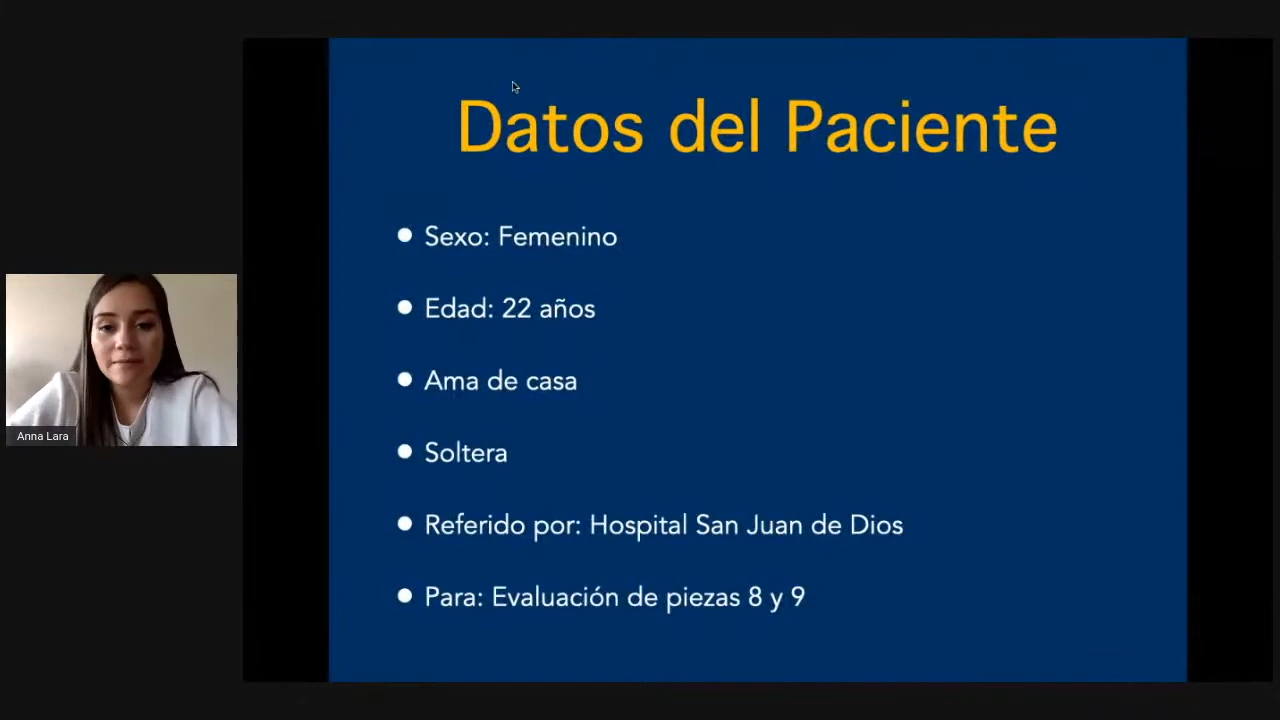 Datos del Paciente
Sexo: Femenino
Edad: 22 años
Ama de casa
Soltera
Referido por: Hospital San Juan de Dios
Para: Evaluación de piezas 8 y 9
Anna Lara